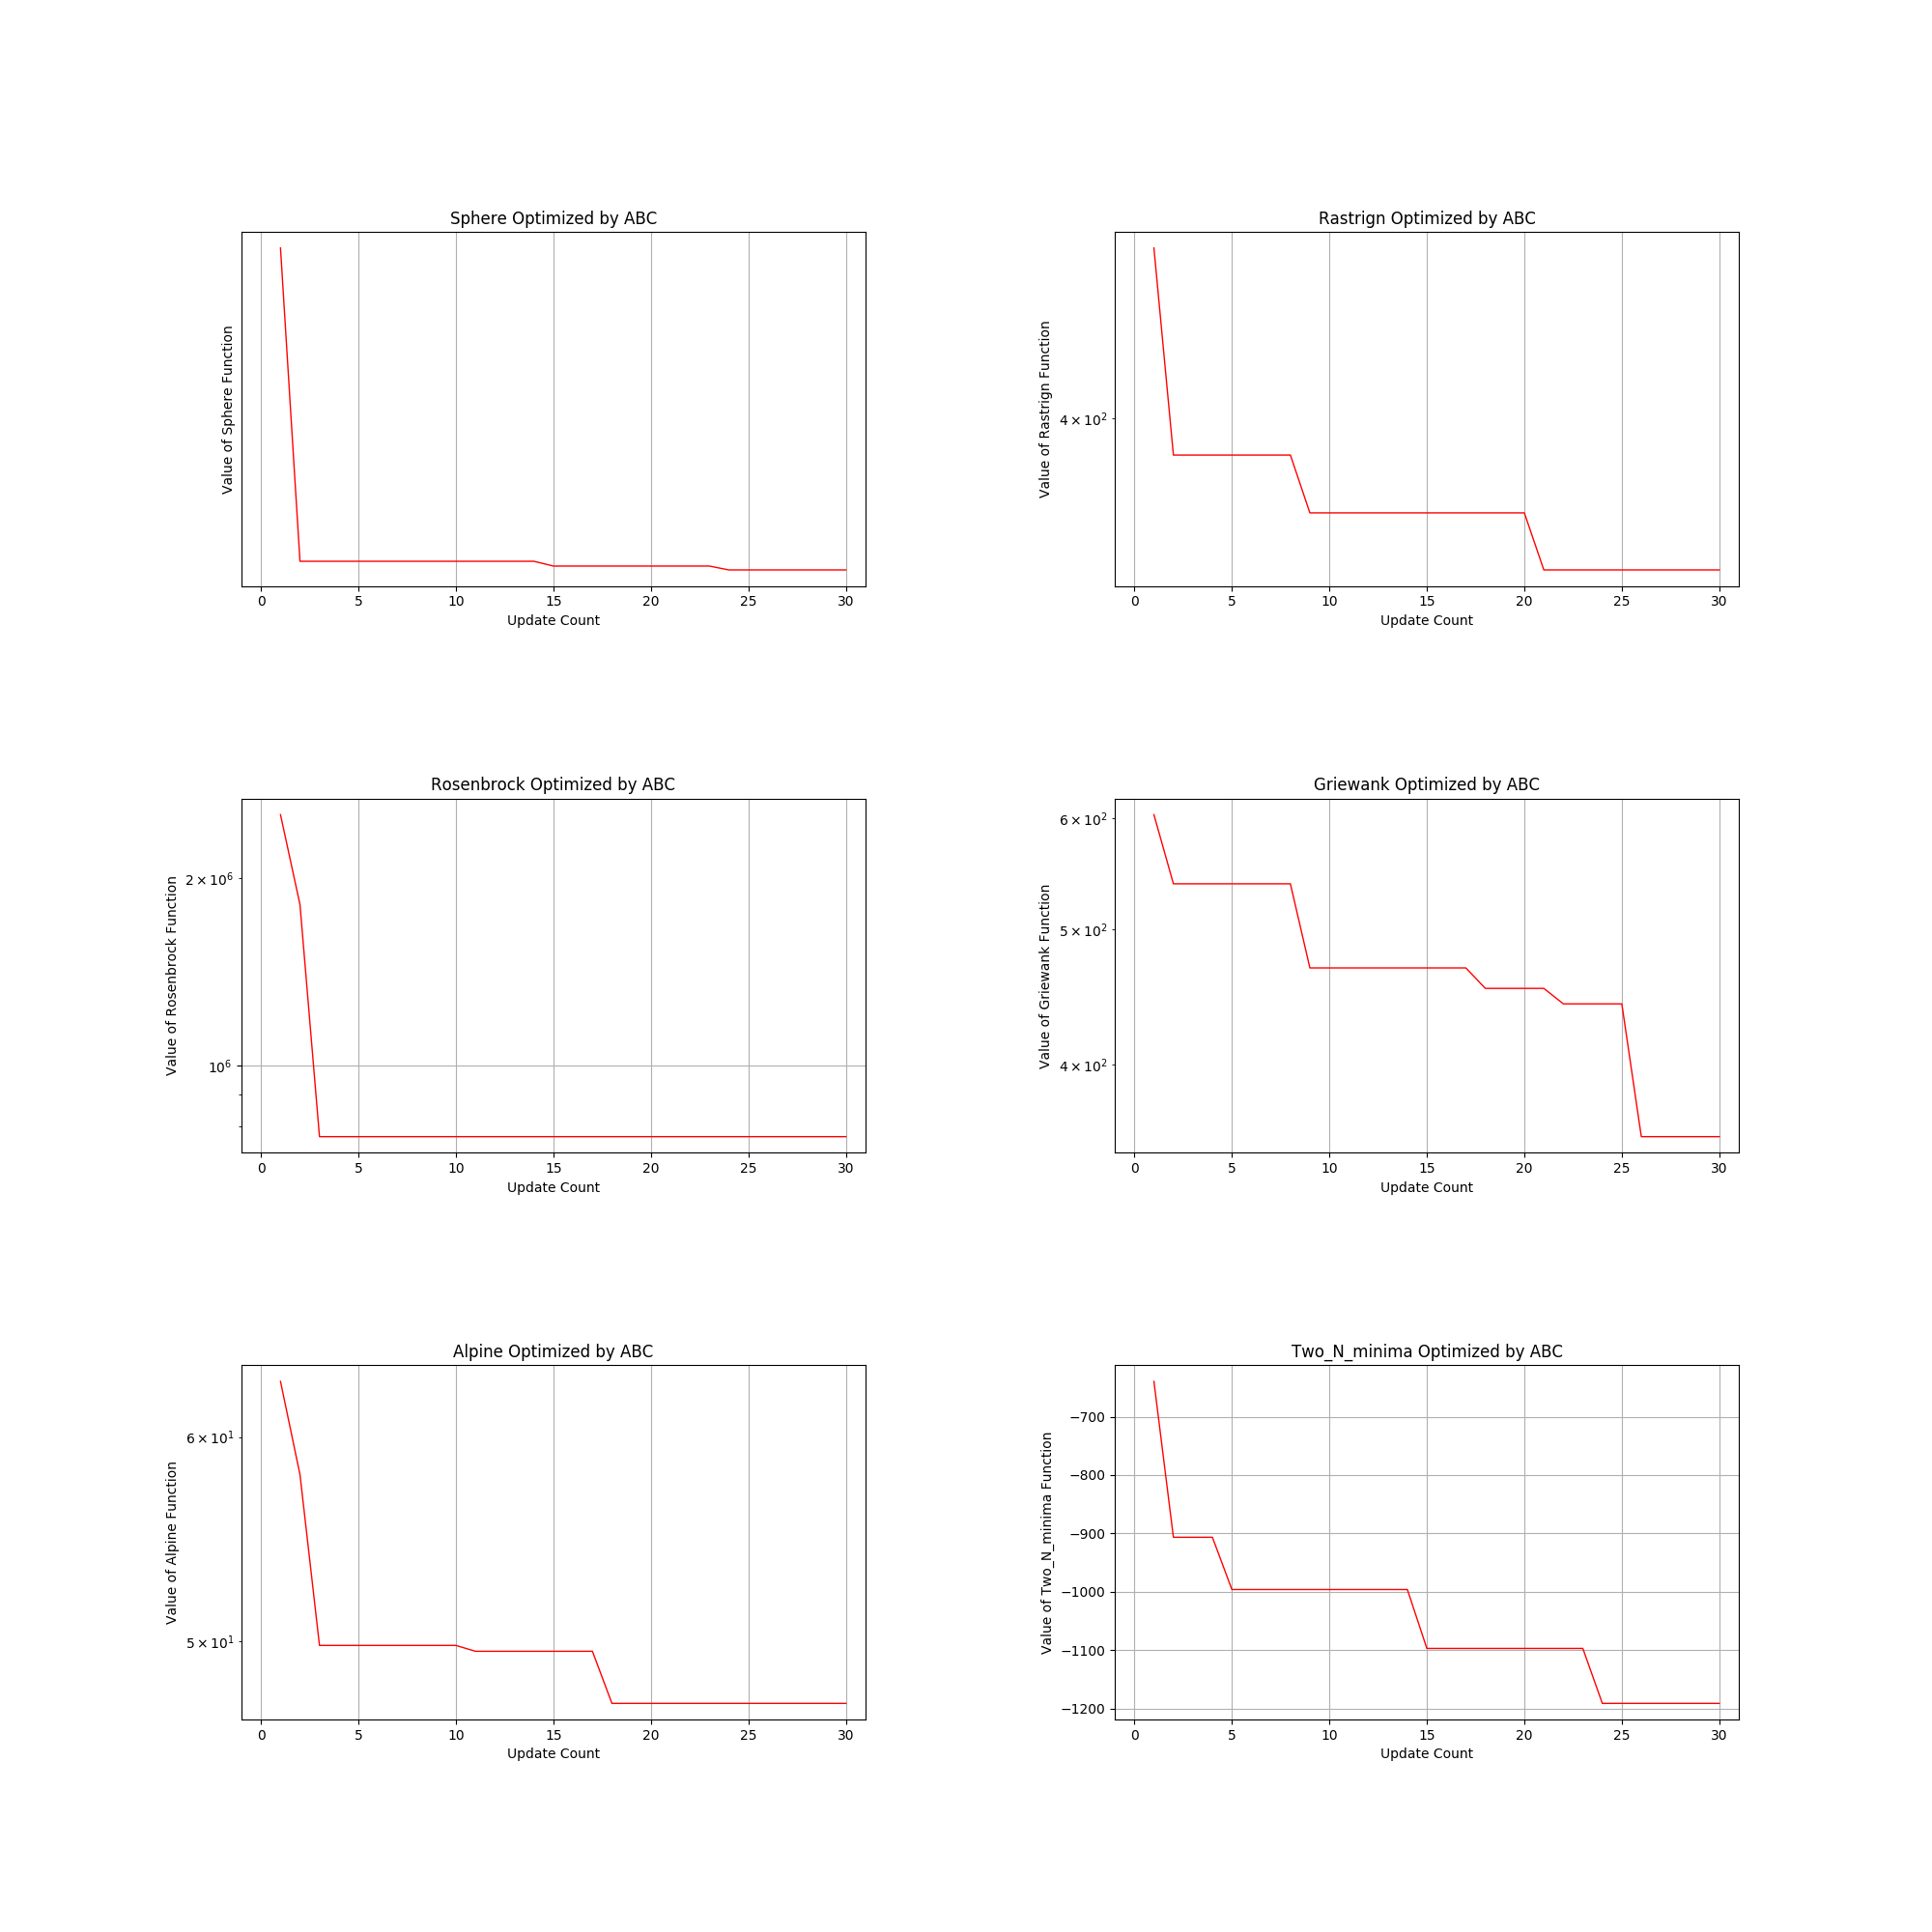 Sphere Optimized by ABC
Value of Sphere Function
0 5 10 15 20 25 30
Update Count
Rastrign Optimized by ABC
Value of Rastrign Function
4 × 10²
0 5 10 15 20 25 30
Update Count
Rosenbrock Optimized by ABC
Value of Rosenbrock Function
2 × 10⁶
10⁶
0 5 10 15 20 25 30
Update Count
Griewank Optimized by ABC
Value of Griewank Function
6 × 10²
5 × 10²
4 × 10²
0 5 10 15 20 25 30
Update Count
Alpine Optimized by ABC
Value of Alpine Function
6 × 10¹
5 × 10¹
0 5 10 15 20 25 30
Update Count
Two_N_minima Optimized by ABC
Value of Two_N_minima Function
−700
−800
−900
−1000
−1100
−1200
0 5 10 15 20 25 30
Update Count